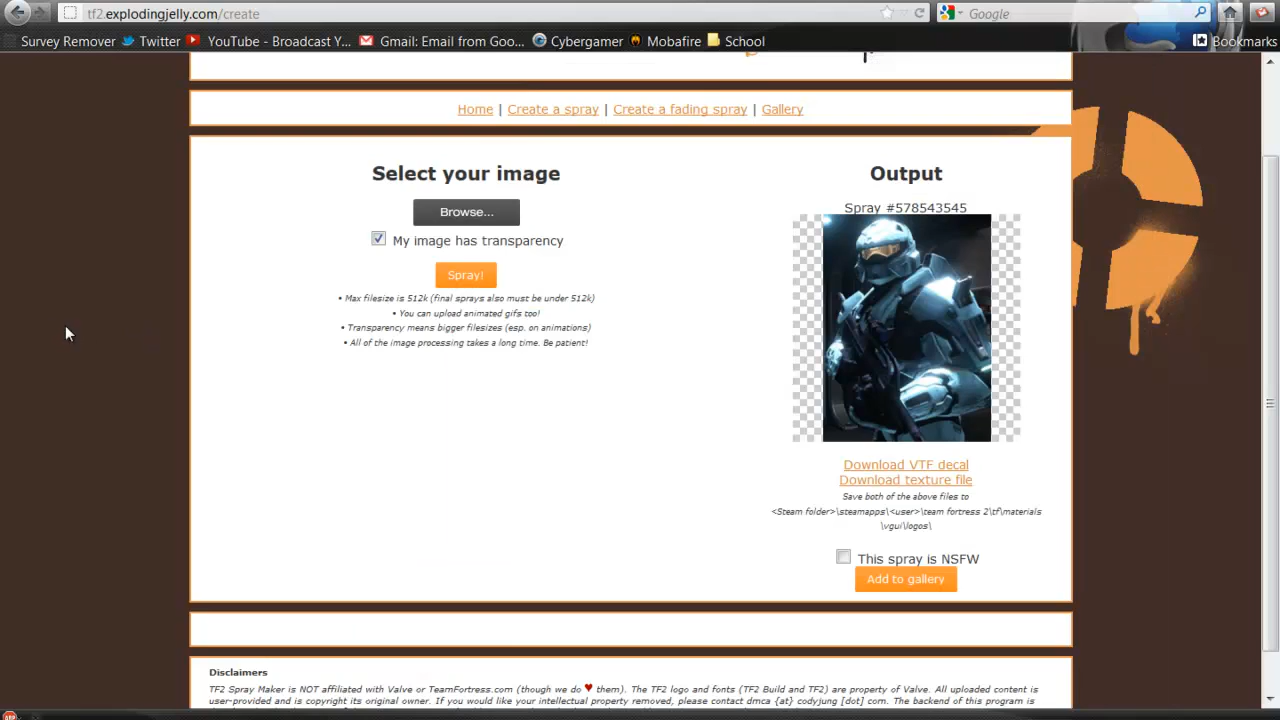 tf2.explodingjelly.com/create
Google
Survey Remover Twitter YouTube - Broadcast Y... Gmail: Email from Goo... Cybergamer Mobafire School Bookmarks
Home | Create a spray | Create a fading spray | Gallery
Select your image
Browse...
My image has transparency
Spray!
• Max filesize is 512k (final sprays also must be under 512k)
• You can upload animated gifs too!
• Transparency means bigger filesizes (esp. on animations)
• All of the image processing takes a long time. Be patient!
Output
Spray #578543545
Download VTF decal
Download texture file
Save both of the above files to
<Steam folder>\steamapps\<user>\team fortress 2\tf\materials
\vgui\logos\
This spray is NSFW
Add to gallery
Disclaimers
TF2 Spray Maker is NOT affiliated with Valve or TeamFortress.com (though we do ♥ them). The TF2 logo and fonts (TF2 Build and TF2) are property of Valve. All uploaded content is
user-provided and is copyright its original owner. If you would like your intellectual property removed, please contact dmca {at} codyjung [dot] com. The backend of this program is